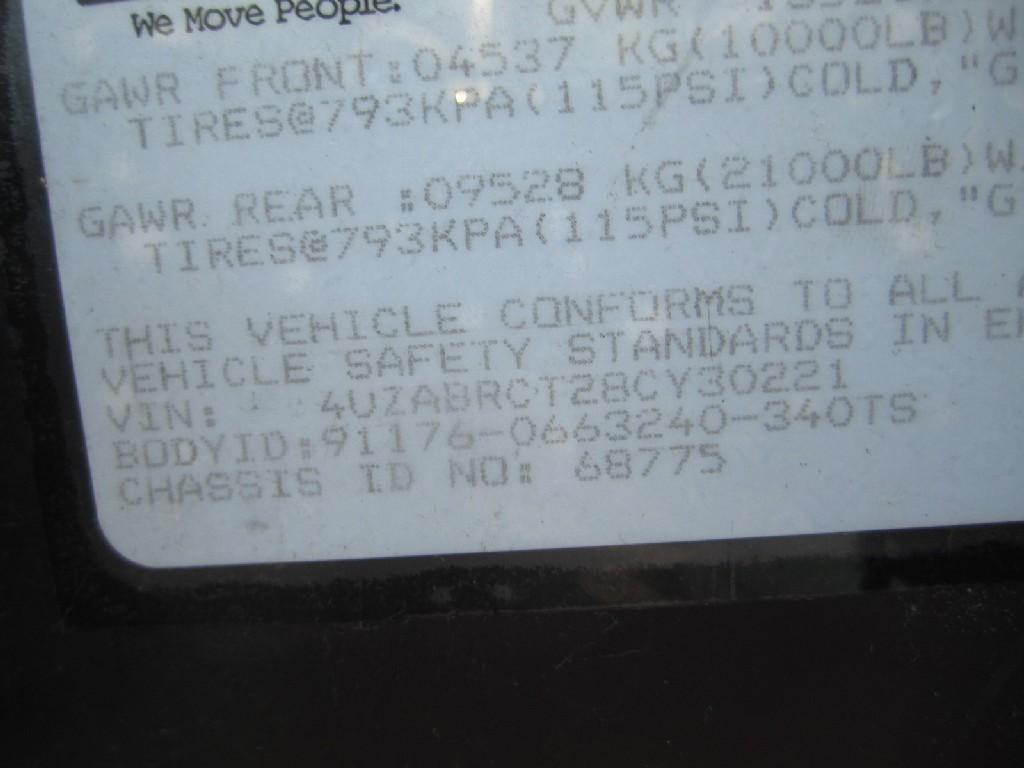 We Move People. GVWR
GAWR FRONT:04537 KG(10000LB)W
TIRES@793KPA(115PSI)COLD,"G
GAWR REAR :09528 KG(21000LB)W
TIRES@793KPA(115PSI)COLD,"G
THIS VEHICLE CONFORMS TO ALL
VEHICLE SAFETY STANDARDS IN
VIN: 4UZABRCT28CY30221
BODYID:91176-0663240-340TS
CHASSIS ID NO: 68775